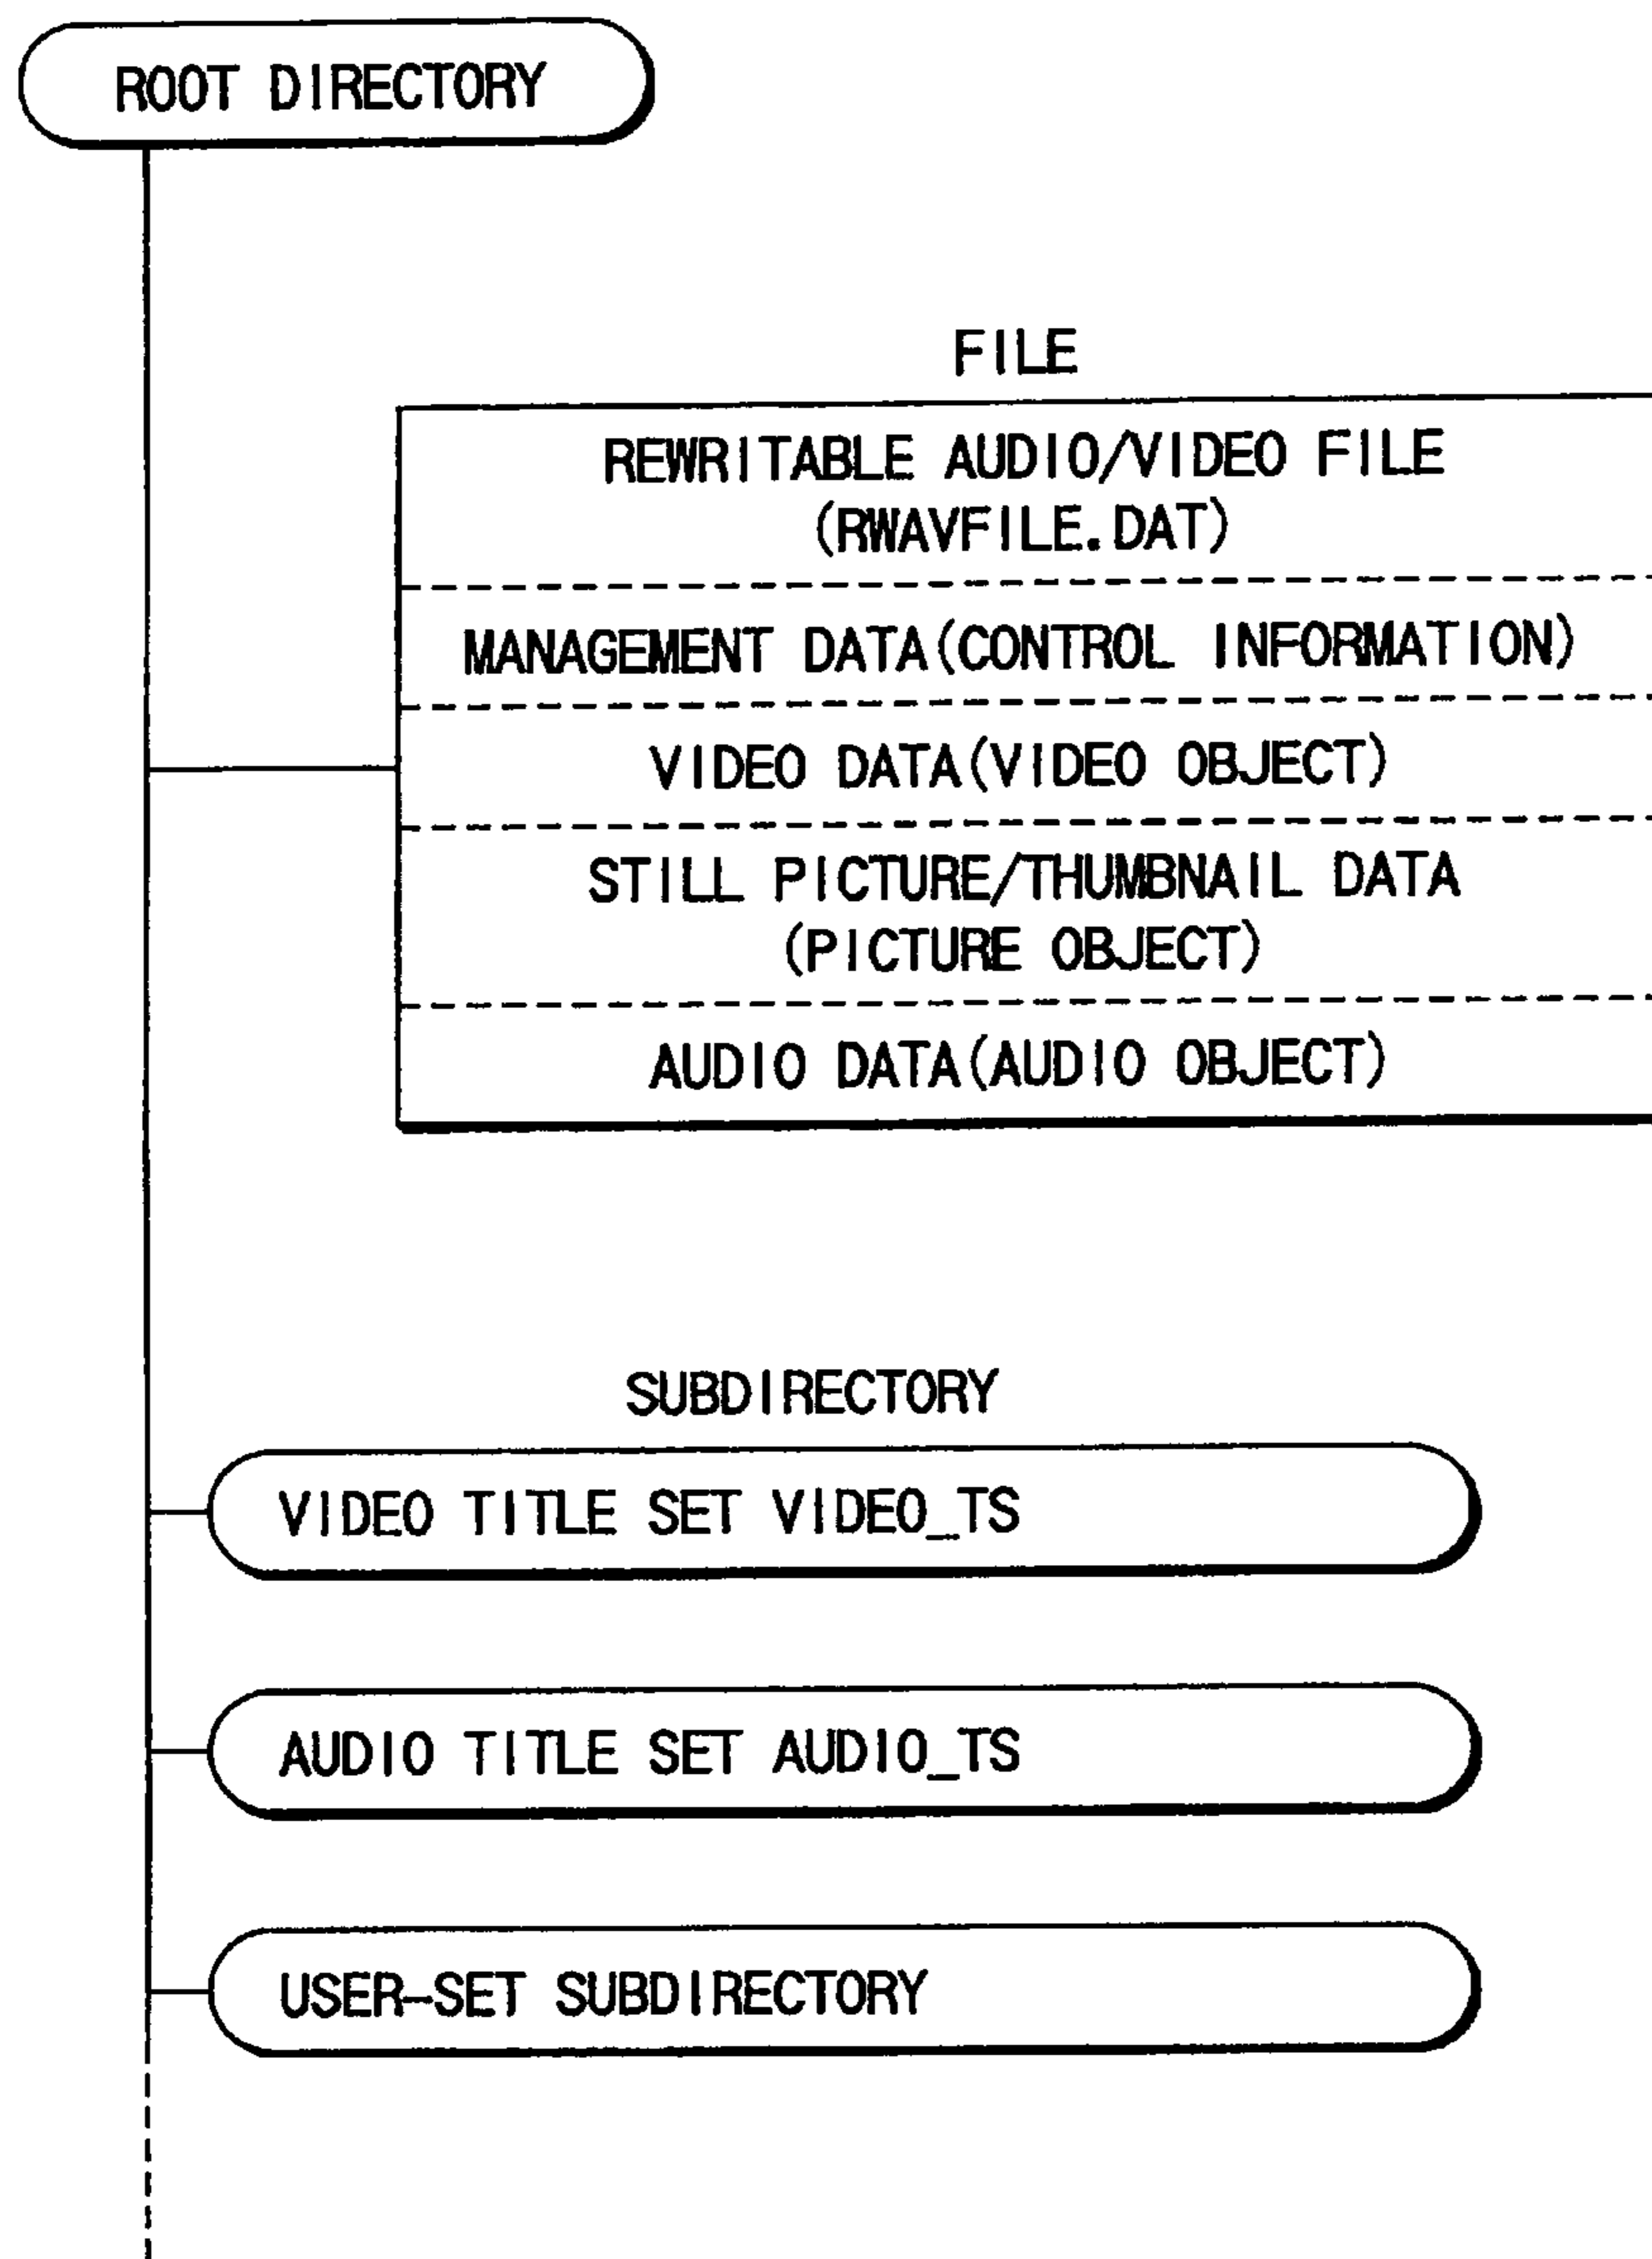 ROOT DIRECTORY
FILE
REWRITABLE AUDIO/VIDEO FILE
(RWAVFILE.DAT)
MANAGEMENT DATA(CONTROL INFORMATION)
VIDEO DATA(VIDEO OBJECT)
STILL PICTURE/THUMBNAIL DATA
(PICTURE OBJECT)
AUDIO DATA(AUDIO OBJECT)
SUBDIRECTORY
VIDEO TITLE SET VIDEO_TS
AUDIO TITLE SET AUDIO_TS
USER-SET SUBDIRECTORY